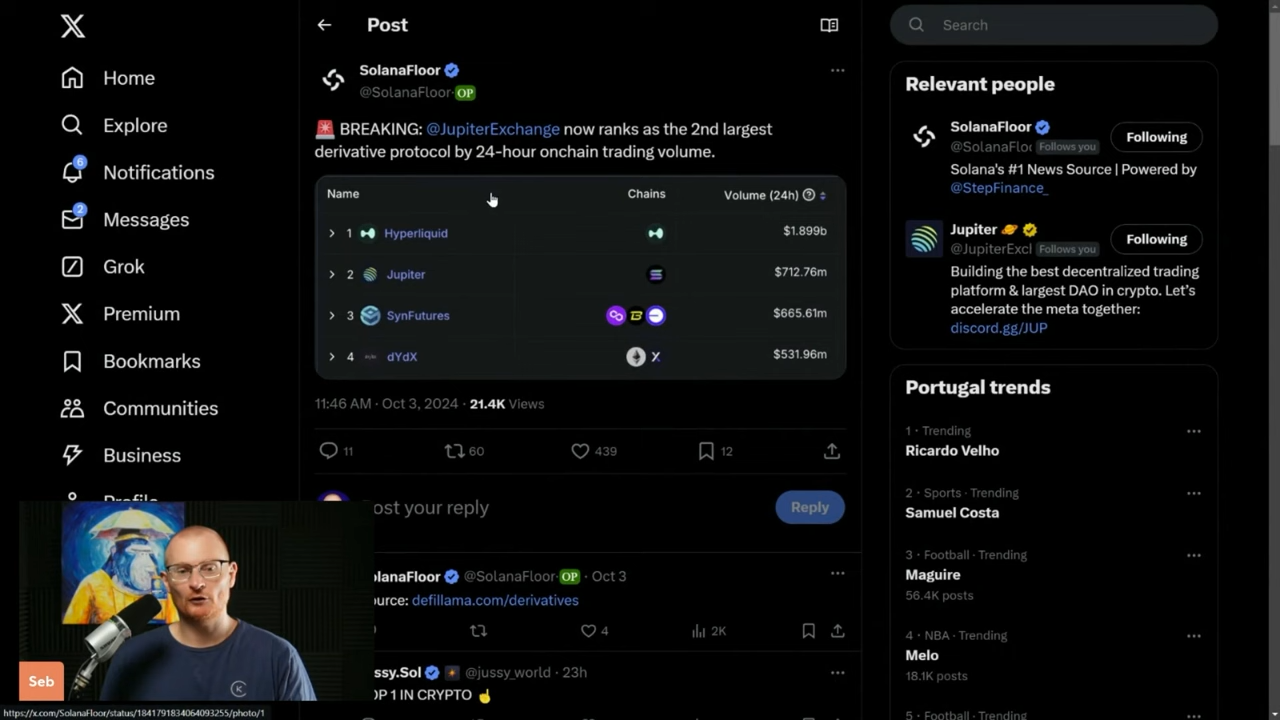 Home
Explore
6
Notifications
2
Messages
Grok
Premium
Bookmarks
Communities
Business
Profile
Post
SolanaFloor
@SolanaFloor OP
🚨 BREAKING: @JupiterExchange now ranks as the 2nd largest
derivative protocol by 24-hour onchain trading volume.
Name Chains Volume (24h)
1 Hyperliquid $1.899b
2 Jupiter $712.76m
3 SynFutures $665.61m
4 dYdX $531.96m
11:46 AM · Oct 3, 2024 · 21.4K Views
11 60 439 12
ost your reply
Reply
olanaFloor @SolanaFloor OP · Oct 3
ource: defillama.com/derivatives
4 2K
ssy.Sol @jussy_world · 23h
OP 1 IN CRYPTO ☝️
Search
Relevant people
SolanaFloor
@SolanaFloo Follows you
Following
Solana's #1 News Source | Powered by
@StepFinance_
Jupiter 🪐
@JupiterExcl Follows you
Following
Building the best decentralized trading
platform & largest DAO in crypto. Let's
accelerate the meta together:
discord.gg/JUP
Portugal trends
1 · Trending
Ricardo Velho
2 · Sports · Trending
Samuel Costa
3 · Football · Trending
Maguire
56.4K posts
4 · NBA · Trending
Melo
18.1K posts
5 · Football · Trending
Seb
https://x.com/SolanaFloor/status/1841791834064093255/photo/1